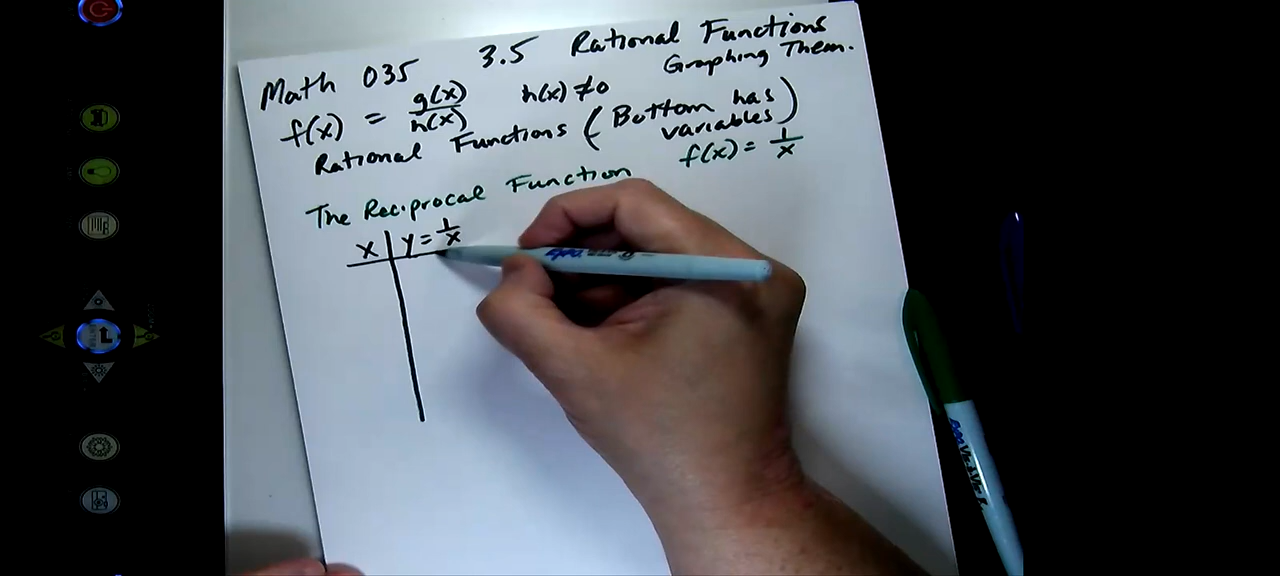 Math 035 3.5 Rational Functions
Graphing Them.
f(x) = g(x)/h(x) h(x) ≠ 0
Rational Functions (Bottom has variables)
The Reciprocal Function f(x) = 1/x
x | y = 1/x